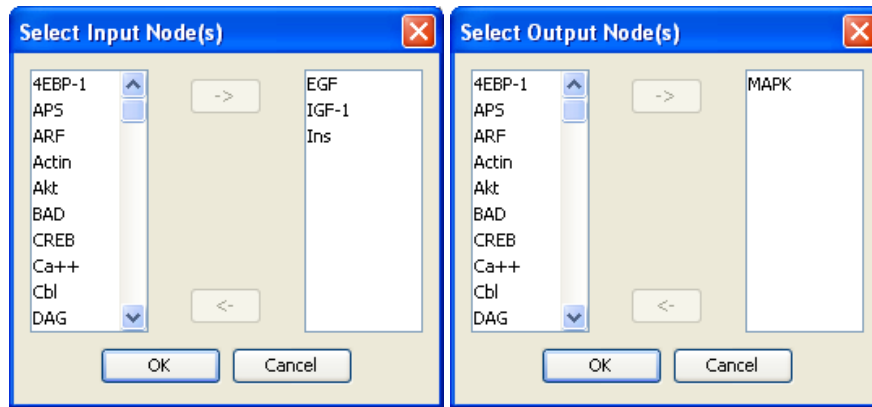 Select Input Node(s)
4EBP-1
APS
ARF
Actin
Akt
BAD
CREB
Ca++
Cbl
DAG
->
<-
EGF
IGF-1
Ins
OK Cancel
Select Output Node(s)
4EBP-1
APS
ARF
Actin
Akt
BAD
CREB
Ca++
Cbl
DAG
->
<-
MAPK
OK Cancel